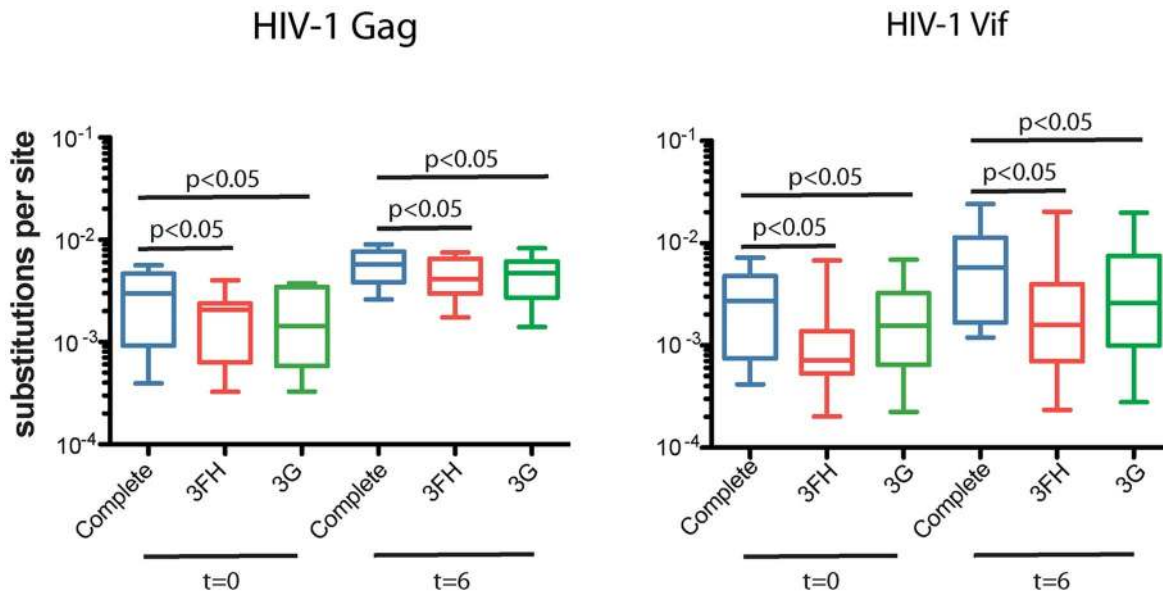 HIV-1 Gag
substitutions per site
10-1
10-2
10-3
10-4
p<0.05
p<0.05
p<0.05
p<0.05
Complete
3FH
3G
Complete
3FH
3G
t=0
t=6
HIV-1 Vif
10-1
10-2
10-3
10-4
p<0.05
p<0.05
p<0.05
p<0.05
Complete
3FH
3G
Complete
3FH
3G
t=0
t=6